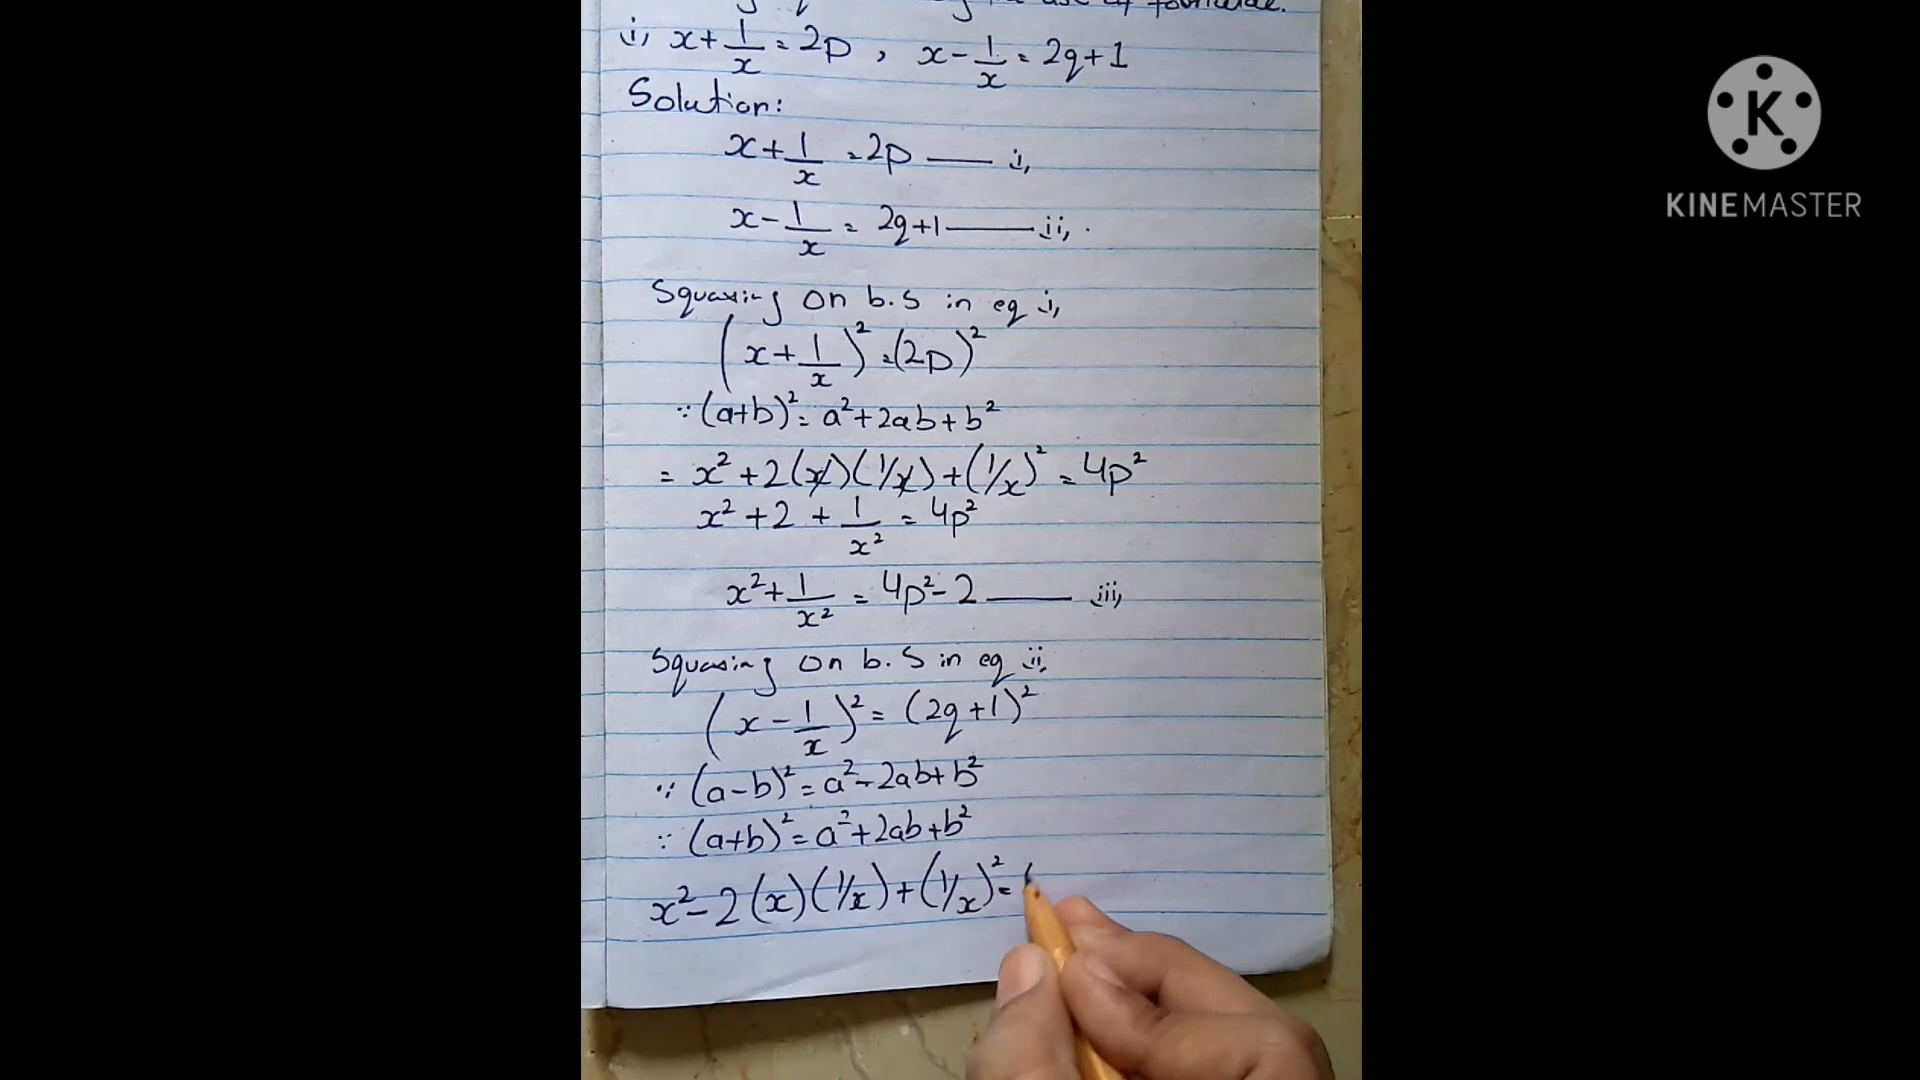 use of formulae.
i, x + 1/x = 2p , x - 1/x = 2q+1
Solution:
x + 1/x = 2p —— i,
x - 1/x = 2q+1 —— ii, .
Squaring on b.s in eq i,
(x + 1/x)² = (2p)²
∵ (a+b)² = a² + 2ab + b²
= x² + 2(x)(1/x) + (1/x)² = 4p²
x² + 2 + 1/x² = 4p²
x² + 1/x² = 4p² - 2 —— iii,
Squaring on b.s in eq ii,
(x - 1/x)² = (2q+1)²
∵ (a-b)² = a² - 2ab + b²
∵ (a+b)² = a² + 2ab + b²
x² - 2(x)(1/x) + (1/x)² = (
K
KINEMASTER